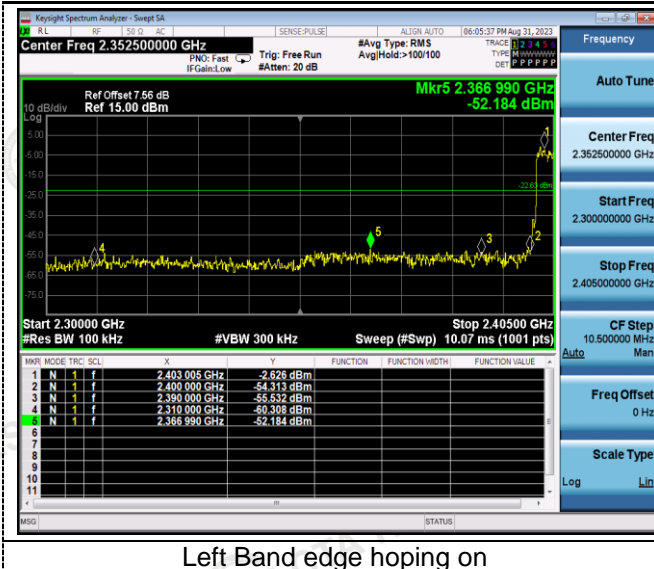 Keysight Spectrum Analyzer - Swept SA
RL RF 50 Ω AC SENSE:PULSE ALIGN AUTO 06:05:37 PM Aug 31, 2023
Center Freq 2.352500000 GHz
PNO: Fast
IFGain:Low
Trig: Free Run
#Atten: 20 dB
#Avg Type: RMS
Avg|Hold:>100/100
TRACE 1 2 3 4 5 6
TYPE M WWWWW
DET P P P P P P
Ref Offset 7.56 dB
10 dB/div Ref 15.00 dBm
Log
Mkr5 2.366 990 GHz
-52.184 dBm
5.00
-5.00
-15.0
-25.0
-35.0
-45.0
-55.0
-65.0
-75.0
1
2
3
4
5
Start 2.30000 GHz Stop 2.40500 GHz
#Res BW 100 kHz #VBW 300 kHz Sweep (#Swp) 10.07 ms (1001 pts)
MKR MODE TRC SCL X Y FUNCTION FUNCTION WIDTH FUNCTION VALUE
1 N 1 f 2.403 005 GHz -2.626 dBm
2 N 1 f 2.400 000 GHz -54.313 dBm
3 N 1 f 2.390 000 GHz -55.532 dBm
4 N 1 f 2.310 000 GHz -60.308 dBm
5 N 1 f 2.366 990 GHz -52.184 dBm
6
7
8
9
10
11
MSG STATUS
Frequency
Auto Tune
Center Freq
2.352500000 GHz
Start Freq
2.300000000 GHz
Stop Freq
2.405000000 GHz
CF Step
10.500000 MHz
Auto Man
Freq Offset
0 Hz
Scale Type
Log Lin
Left Band edge hoping on